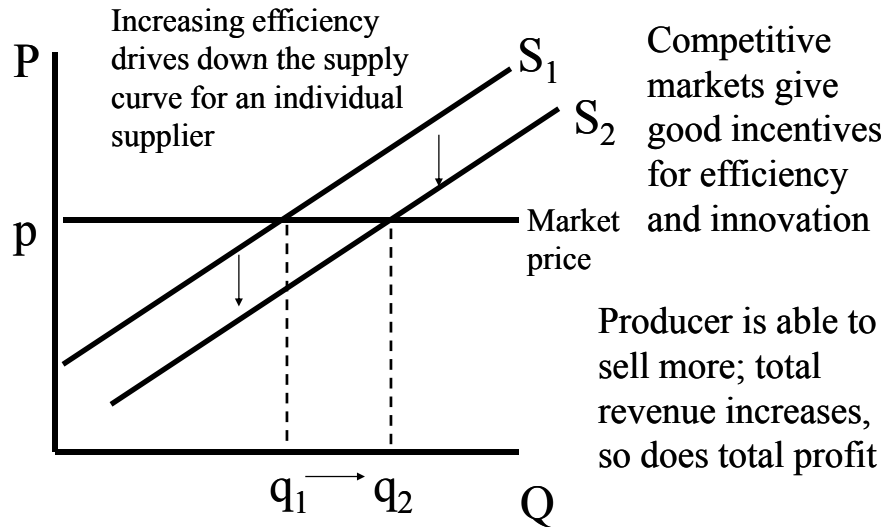 Increasing efficiency
drives down the supply
curve for an individual
supplier
P
S₁
S₂
Competitive
markets give
good incentives
for efficiency
and innovation
p
Market
price
Producer is able to
sell more; total
revenue increases,
so does total profit
q₁ → q₂
Q